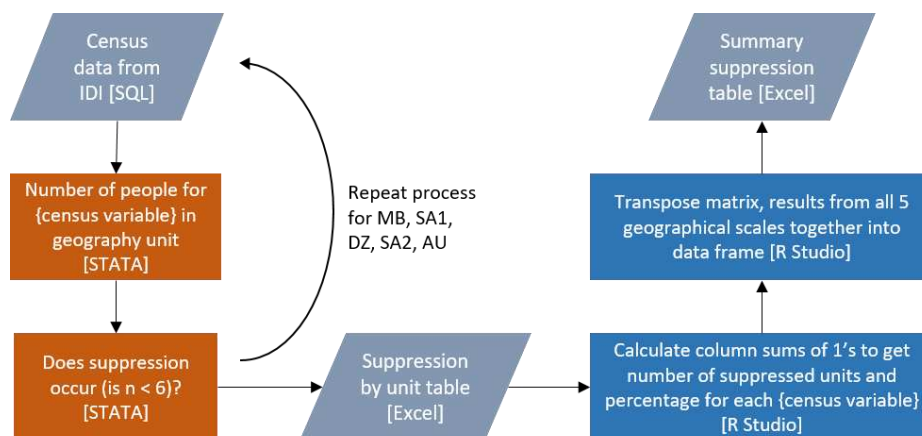 Census
data from
IDI [SQL]
Number of people for
{census variable} in
geography unit
[STATA]
Does suppression
occur (is n < 6)?
[STATA]
Repeat process
for MB, SA1,
DZ, SA2, AU
Suppression
by unit table
[Excel]
Calculate column sums of 1's to get
number of suppressed units and
percentage for each {census variable}
[R Studio]
Transpose matrix, results from all 5
geographical scales together into
data frame [R Studio]
Summary
suppression
table [Excel]